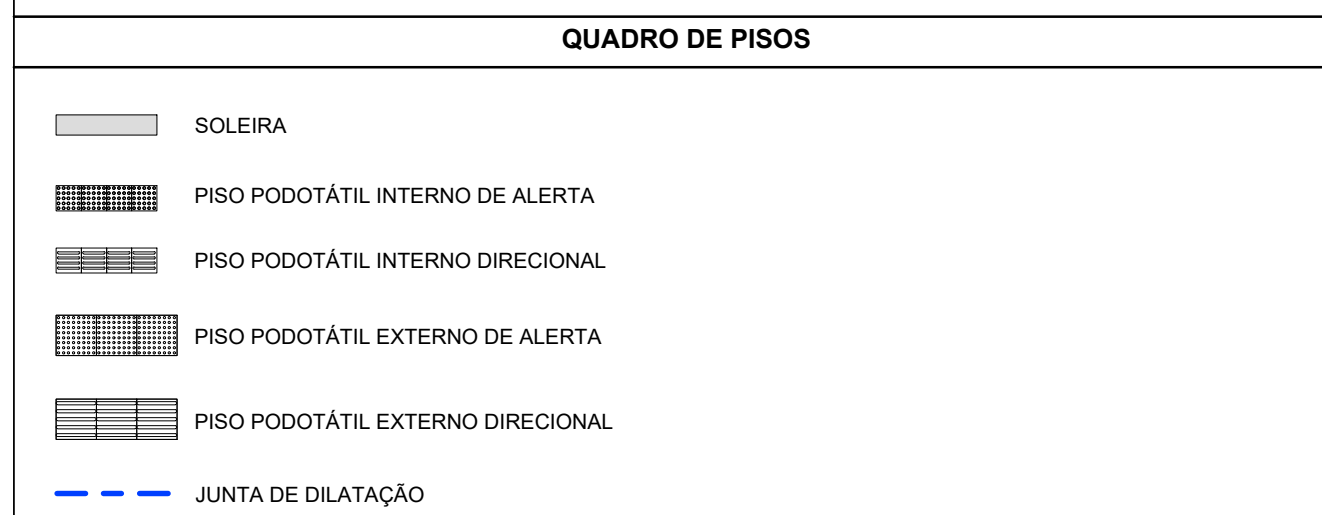 QUADRO DE PISOS
SOLEIRA
PISO PODOTÁTIL INTERNO DE ALERTA
PISO PODOTÁTIL INTERNO DIRECIONAL
PISO PODOTÁTIL EXTERNO DE ALERTA
PISO PODOTÁTIL EXTERNO DIRECIONAL
JUNTA DE DILATAÇÃO